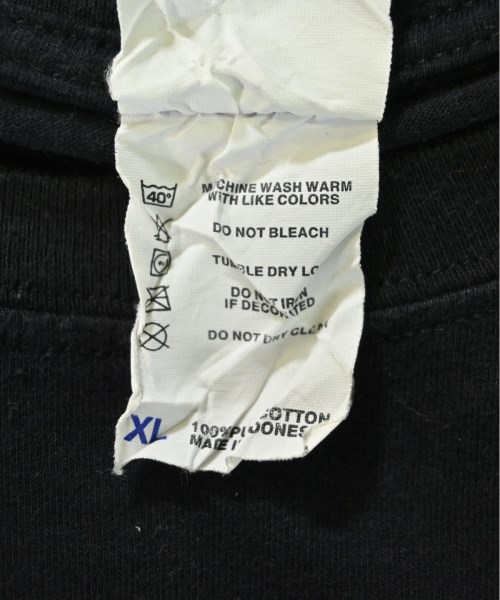 40°
MACHINE WASH WARM
WITH LIKE COLORS
DO NOT BLEACH
TUMBLE DRY LO
DO NOT IRON
IF DECORATED
DO NOT DRY CLEAN
XL
100% COTTON
MADE